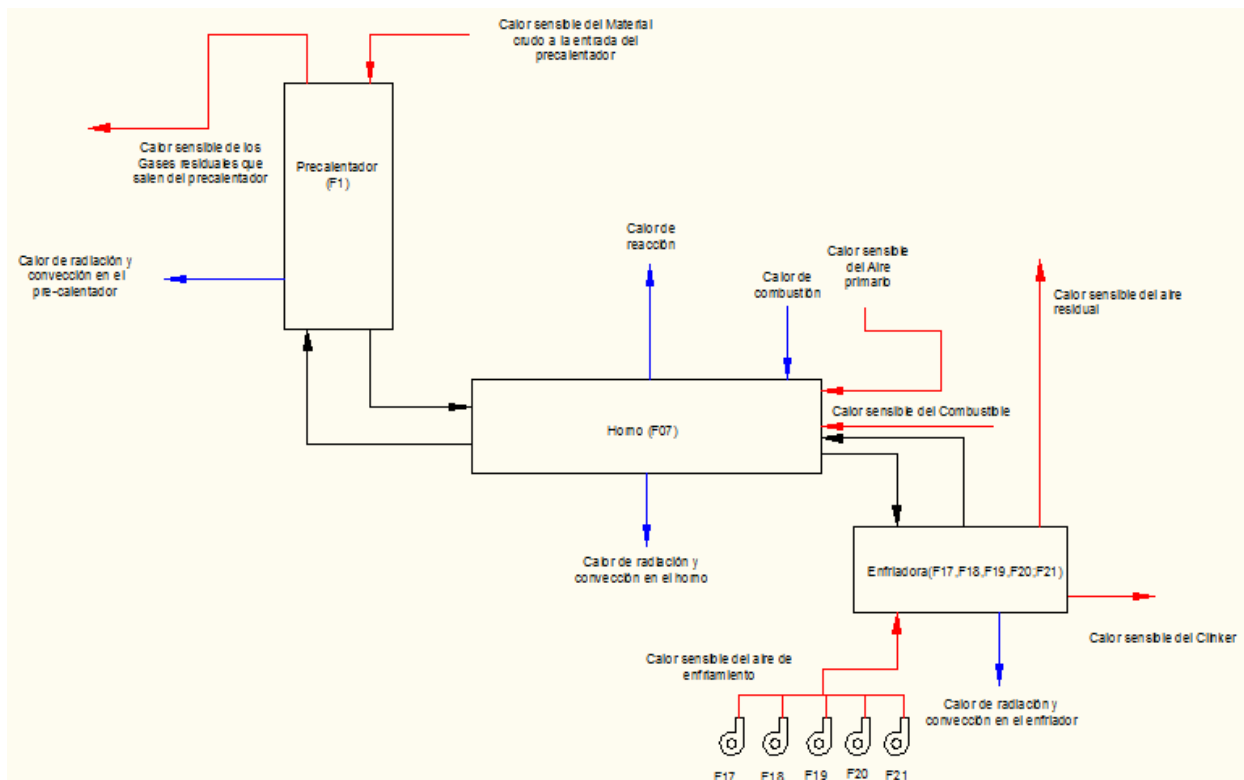 Calor sensible del Material
crudo a la entrada del
precalentador
Calor sensible de los
Gases residuales que
salen del precalentador
Precalentador
(F1)
Calor de radiación y
convección en el
pre-calentador
Calor de
reacción
Calor de
combustión
Calor sensible
del Aire
primario
Calor sensible del aire
residual
Calor sensible del Combustible
Horno (F07)
Calor de radiación y
convección en el horno
Enfriadora(F17,F18,F19,F20;F21)
Calor sensible del Clinker
Calor sensible del aire de
enfriamiento
Calor de radiación y
convección en el enfriador
F17
F18
F19
F20
F21